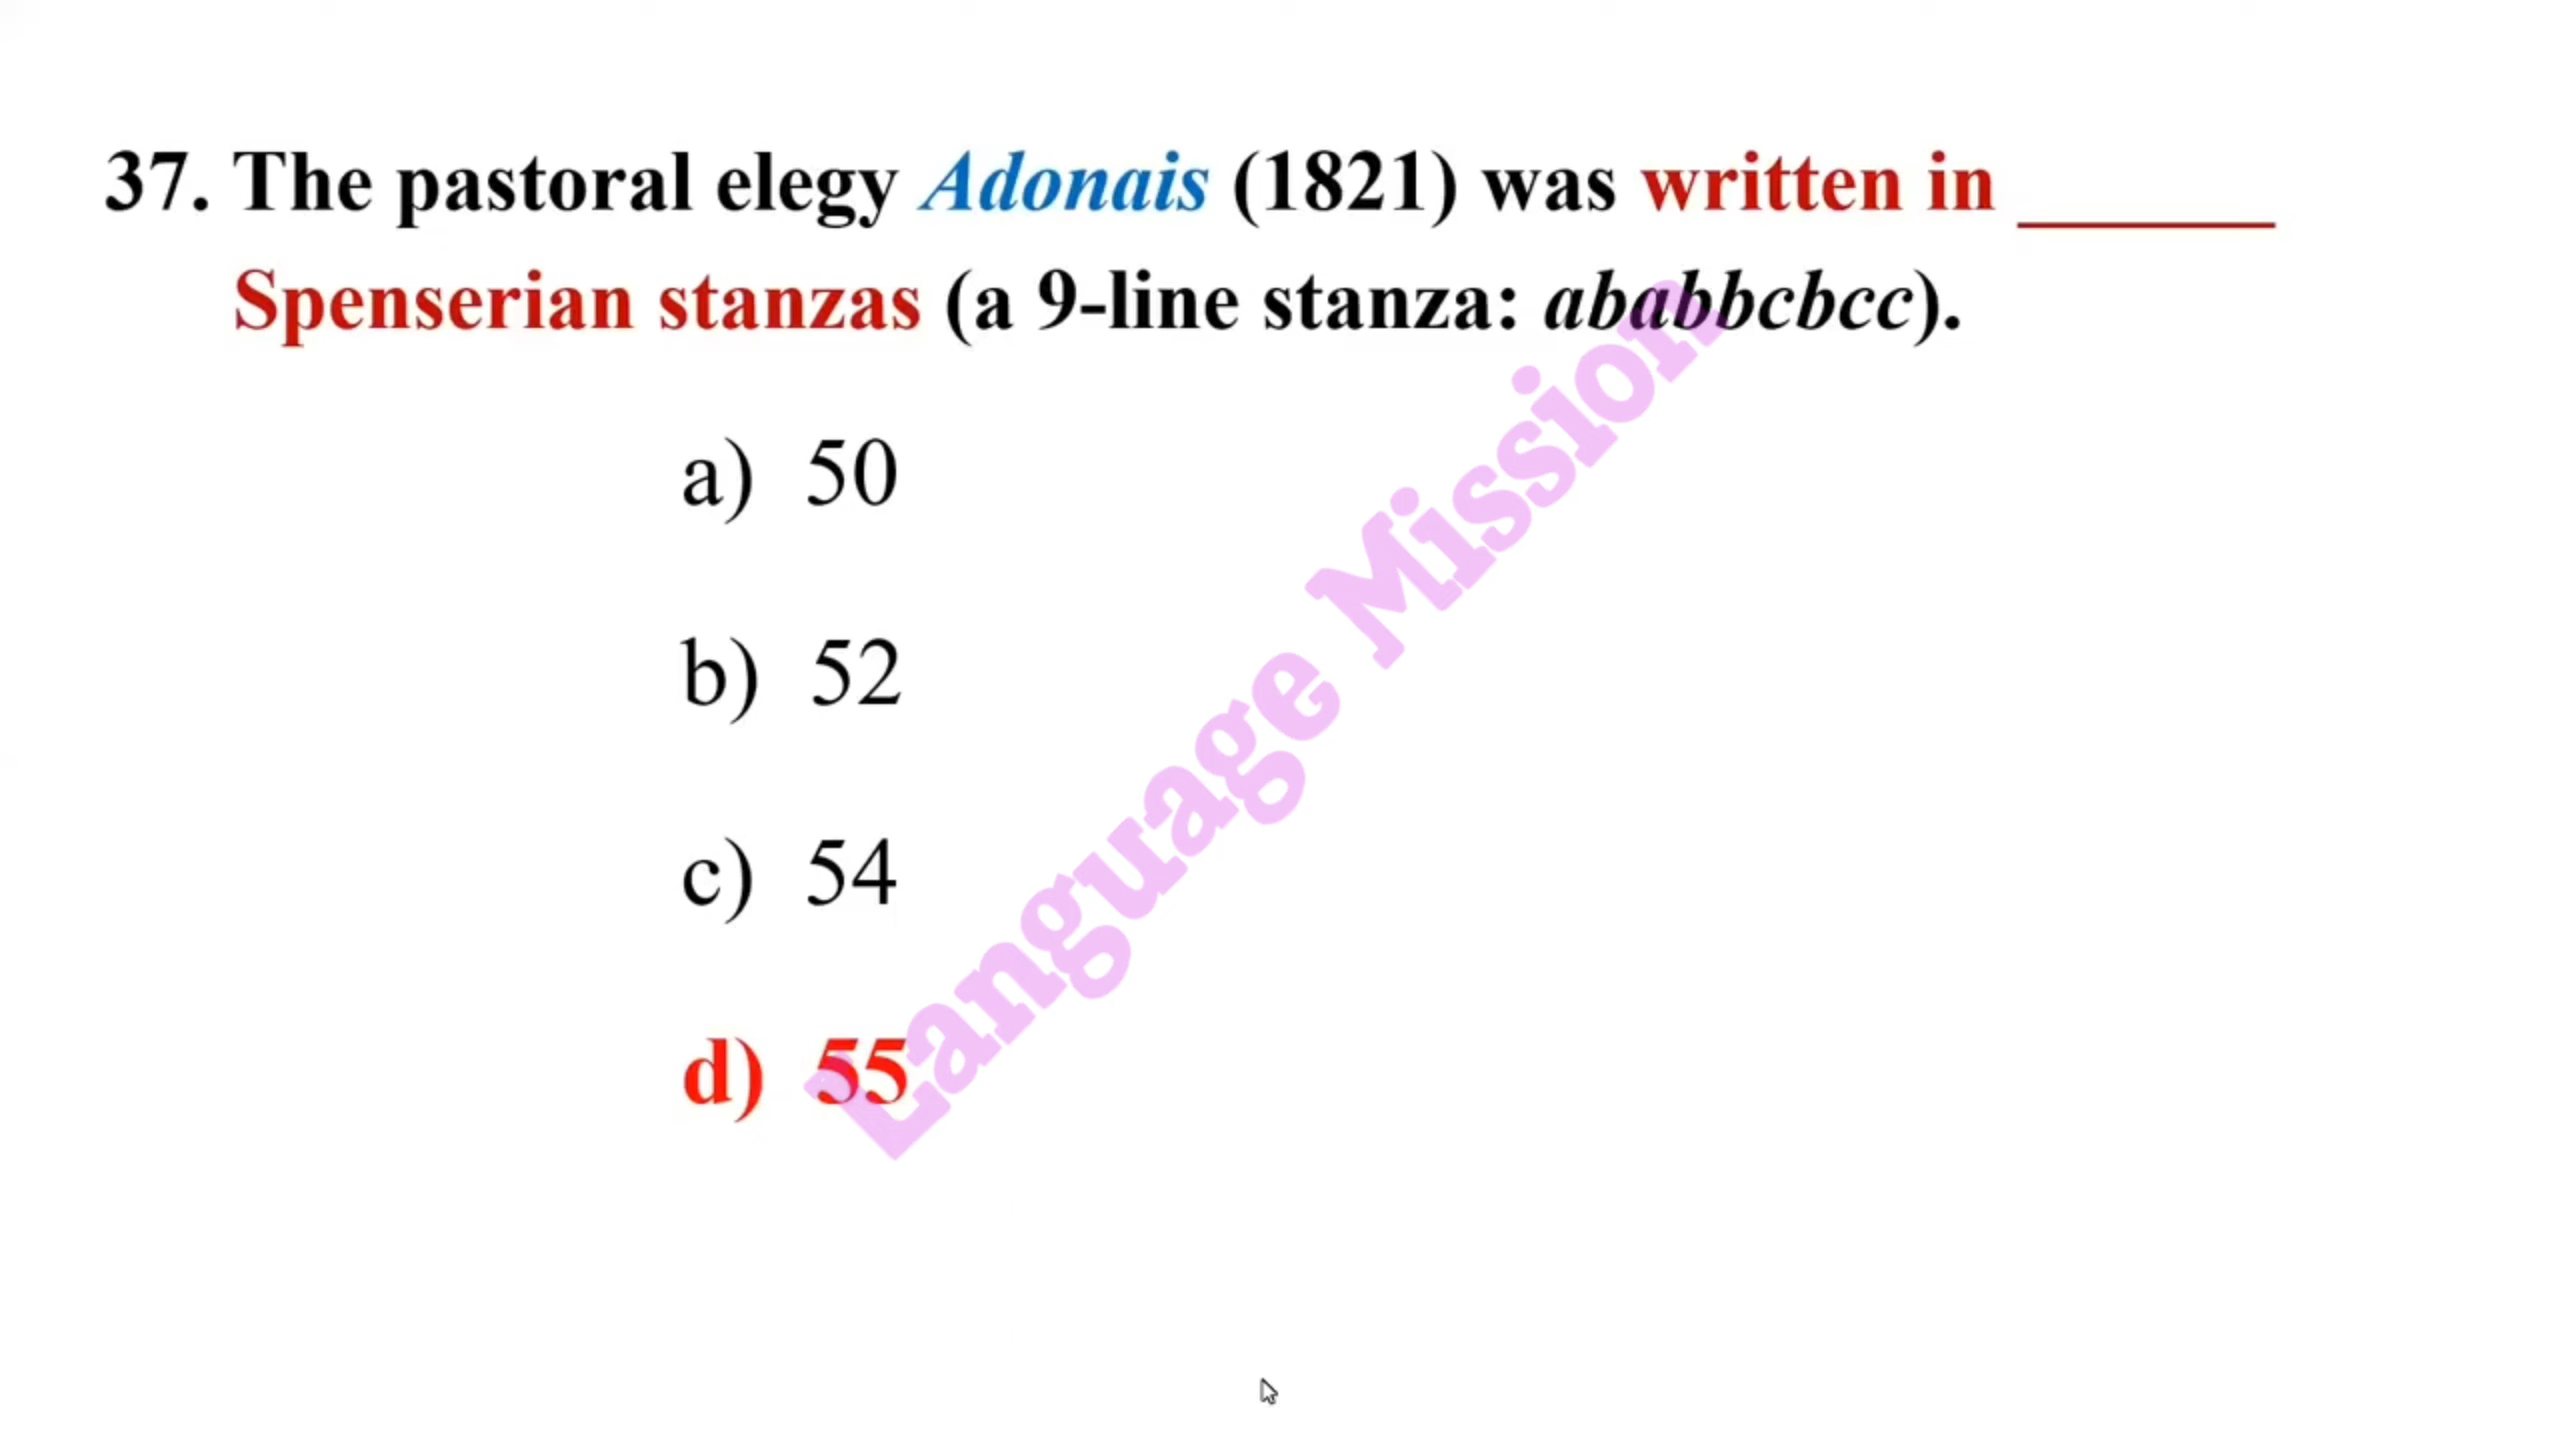 37. The pastoral elegy Adonais (1821) was written in ______
Spenserian stanzas (a 9-line stanza: ababbcbcc).
a) 50
b) 52
c) 54
d) 55
Language Mission